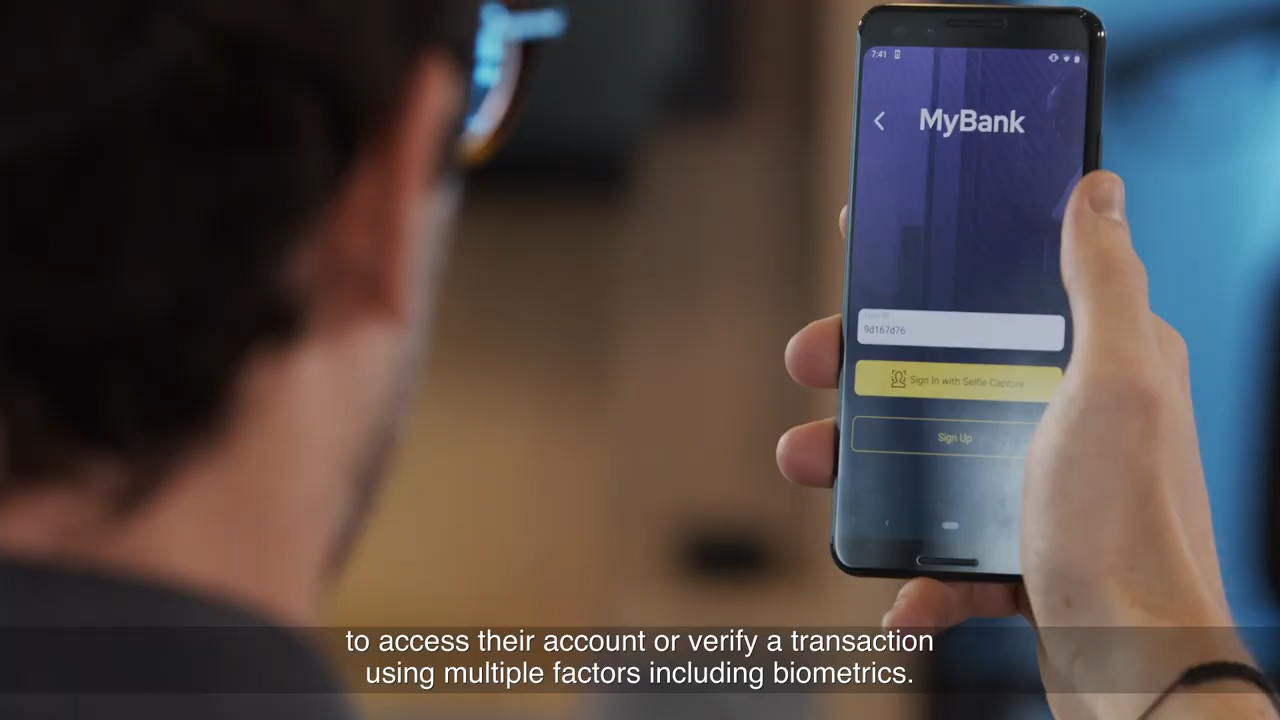 7:41
MyBank
9d167d76
Sign In with Selfie Capture
Sign Up
to access their account or verify a transaction
using multiple factors including biometrics.